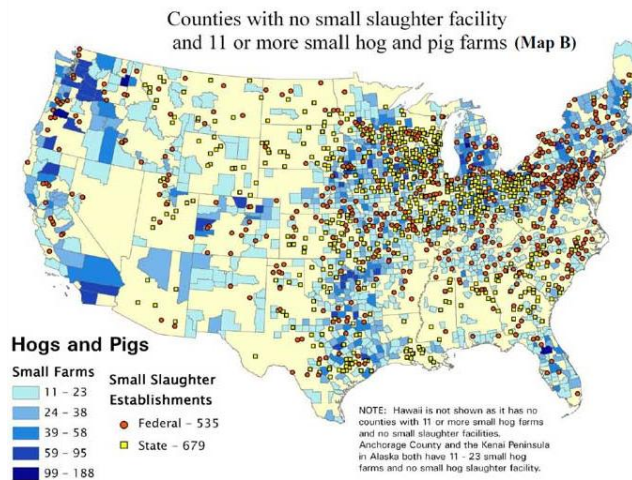 Counties with no small slaughter facility
and 11 or more small hog and pig farms (Map B)
Hogs and Pigs
Small Farms
11 - 23
24 - 38
39 - 58
59 - 95
99 - 188
Small Slaughter
Establishments
Federal - 535
State - 679
NOTE: Hawaii is not shown as it has no
counties with 11 or more small hog farms
and no small slaughter facilities.
Anchorage County and the Kenai Peninsula
in Alaska both have 11 - 23 small hog
farms and no small hog slaughter facility.